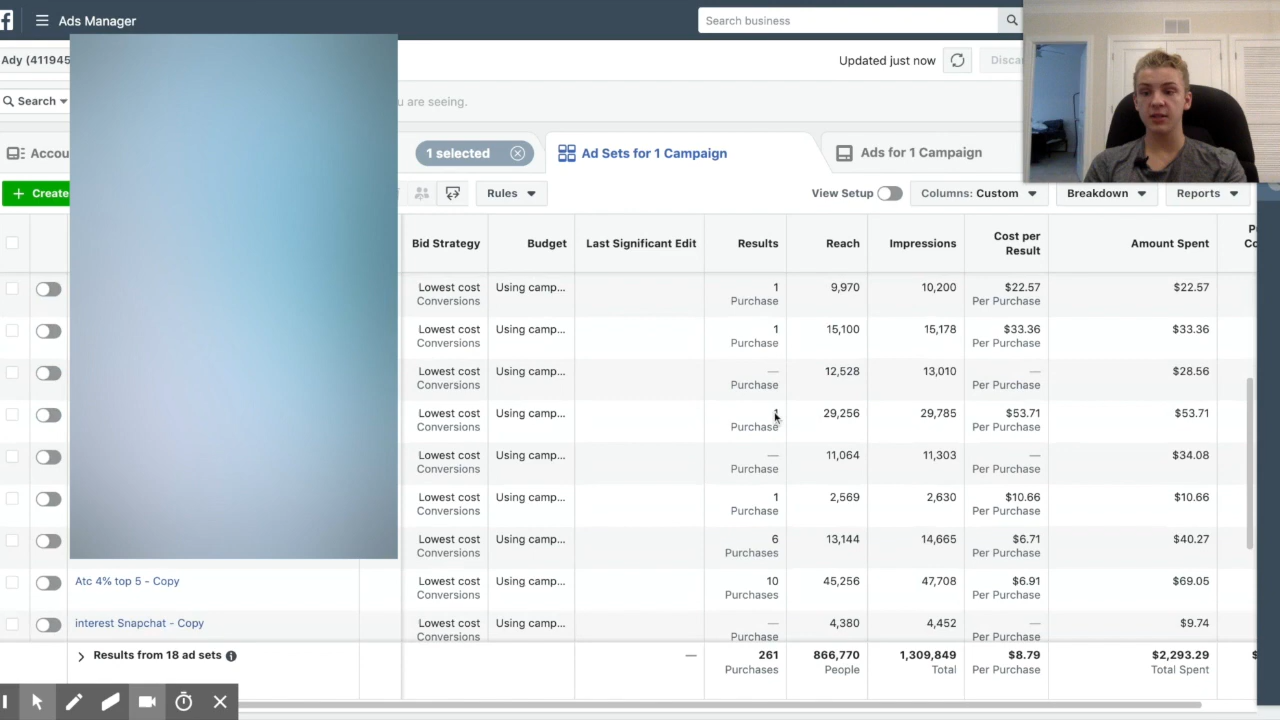 Ads Manager
Search business
Ady (411945
Updated just now
Search
u are seeing.
1 selected
Ad Sets for 1 Campaign
Ads for 1 Campaign
+ Create
Rules
View Setup
Columns: Custom
Breakdown
Reports
Bid Strategy Budget Last Significant Edit Results Reach Impressions Cost per Result Amount Spent
Lowest cost Using camp... 1 9,970 10,200 $22.57 $22.57
Conversions Purchase Per Purchase
Lowest cost Using camp... 1 15,100 15,178 $33.36 $33.36
Conversions Purchase Per Purchase
Lowest cost Using camp... — 12,528 13,010 — $28.56
Conversions Purchase Per Purchase
Lowest cost Using camp... 1 29,256 29,785 $53.71 $53.71
Conversions Purchase Per Purchase
Lowest cost Using camp... — 11,064 11,303 — $34.08
Conversions Purchase Per Purchase
Lowest cost Using camp... 1 2,569 2,630 $10.66 $10.66
Conversions Purchase Per Purchase
Lowest cost Using camp... 6 13,144 14,665 $6.71 $40.27
Conversions Purchases Per Purchase
Atc 4% top 5 - Copy Lowest cost Using camp... 10 45,256 47,708 $6.91 $69.05
Conversions Purchases Per Purchase
interest Snapchat - Copy Lowest cost Using camp... — 4,380 4,452 — $9.74
Conversions Purchase Per Purchase
Results from 18 ad sets — 261 866,770 1,309,849 $8.79 $2,293.29
Purchases People Total Per Purchase Total Spent